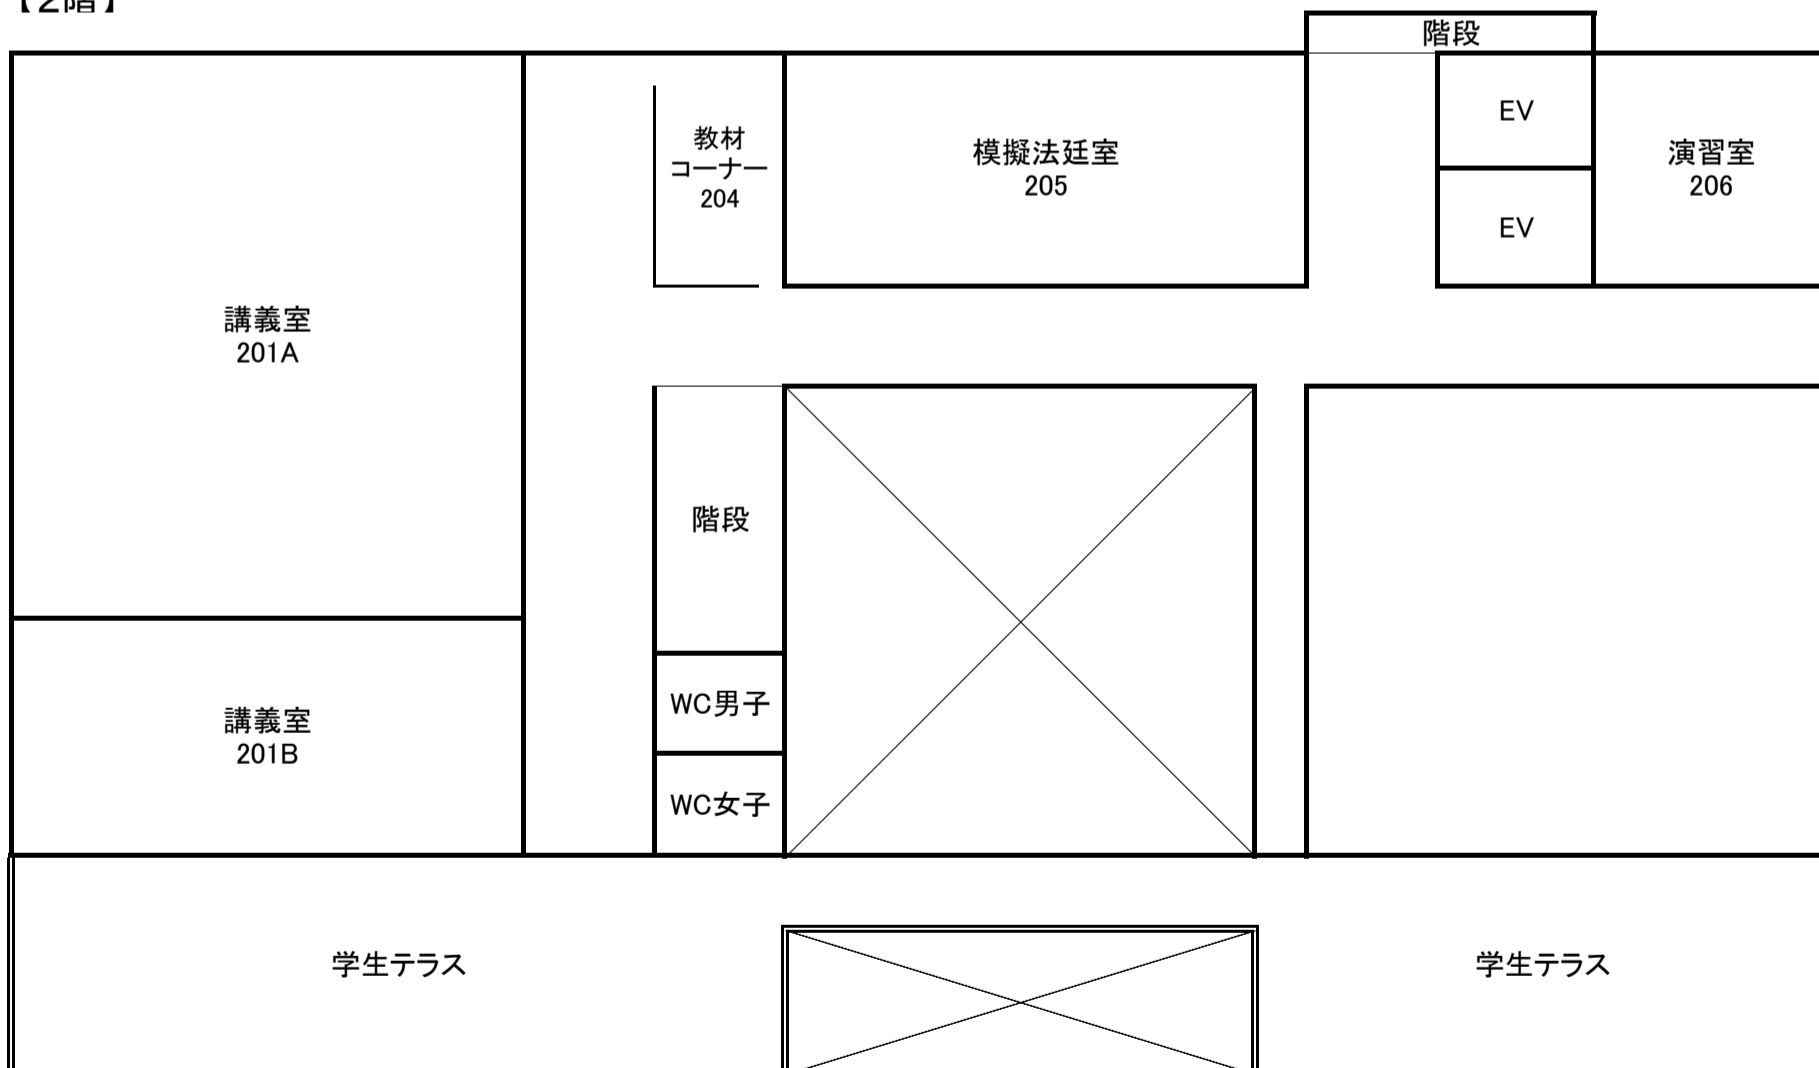 【2階】
階段
教材
コーナー
204
模擬法廷室
205
EV
演習室
206
EV
講義室
201A
階段
WC男子
講義室
201B
WC女子
学生テラス
学生テラス